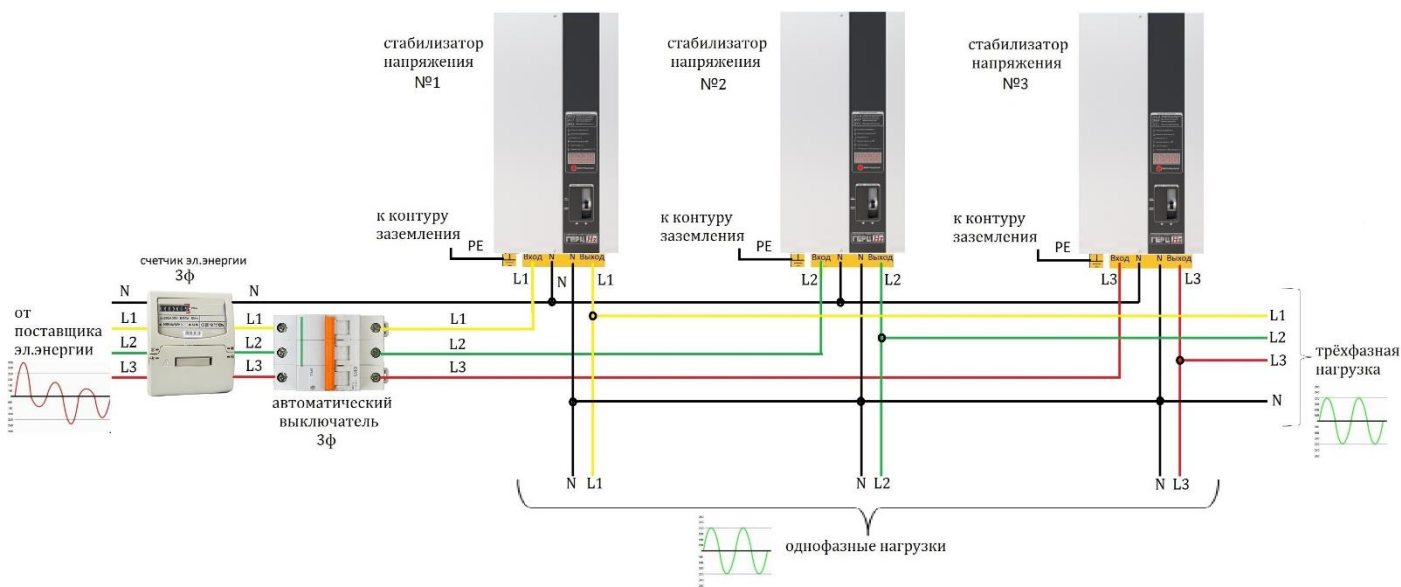 стабилизатор
напряжения
№1
стабилизатор
напряжения
№2
стабилизатор
напряжения
№3
к контуру
заземления
PE
Вход N N Выход
к контуру
заземления
PE
Вход N N Выход
к контуру
заземления
PE
Вход N N Выход
L1 N L1
L2 L2
L3 L3
счетчик эл.энергии
3ф
от
поставщика
эл.энергии
N N
L1 L1 L1
L2 L2 L2
L3 L3 L3
автоматический
выключатель
3ф
L1
L2
L3
N
трёхфазная
нагрузка
N L1
N L2
N L3
однофазные нагрузки